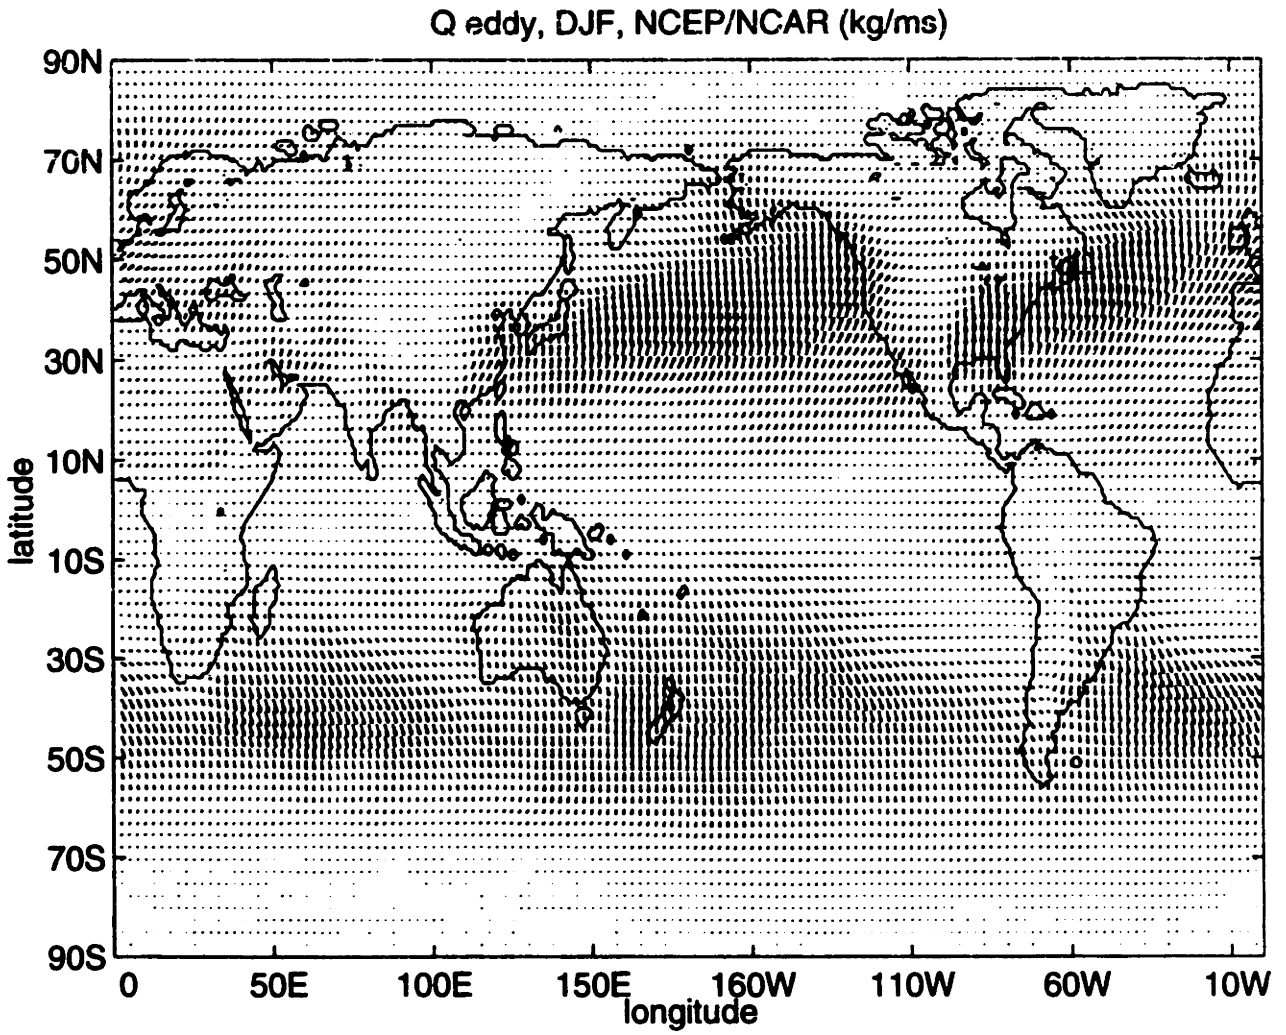 Q eddy, DJF, NCEP/NCAR (kg/ms)
90N
70N
50N
30N
10N
10S
30S
50S
70S
90S
latitude
0 50E 100E 150E 160W 110W 60W 10W
longitude